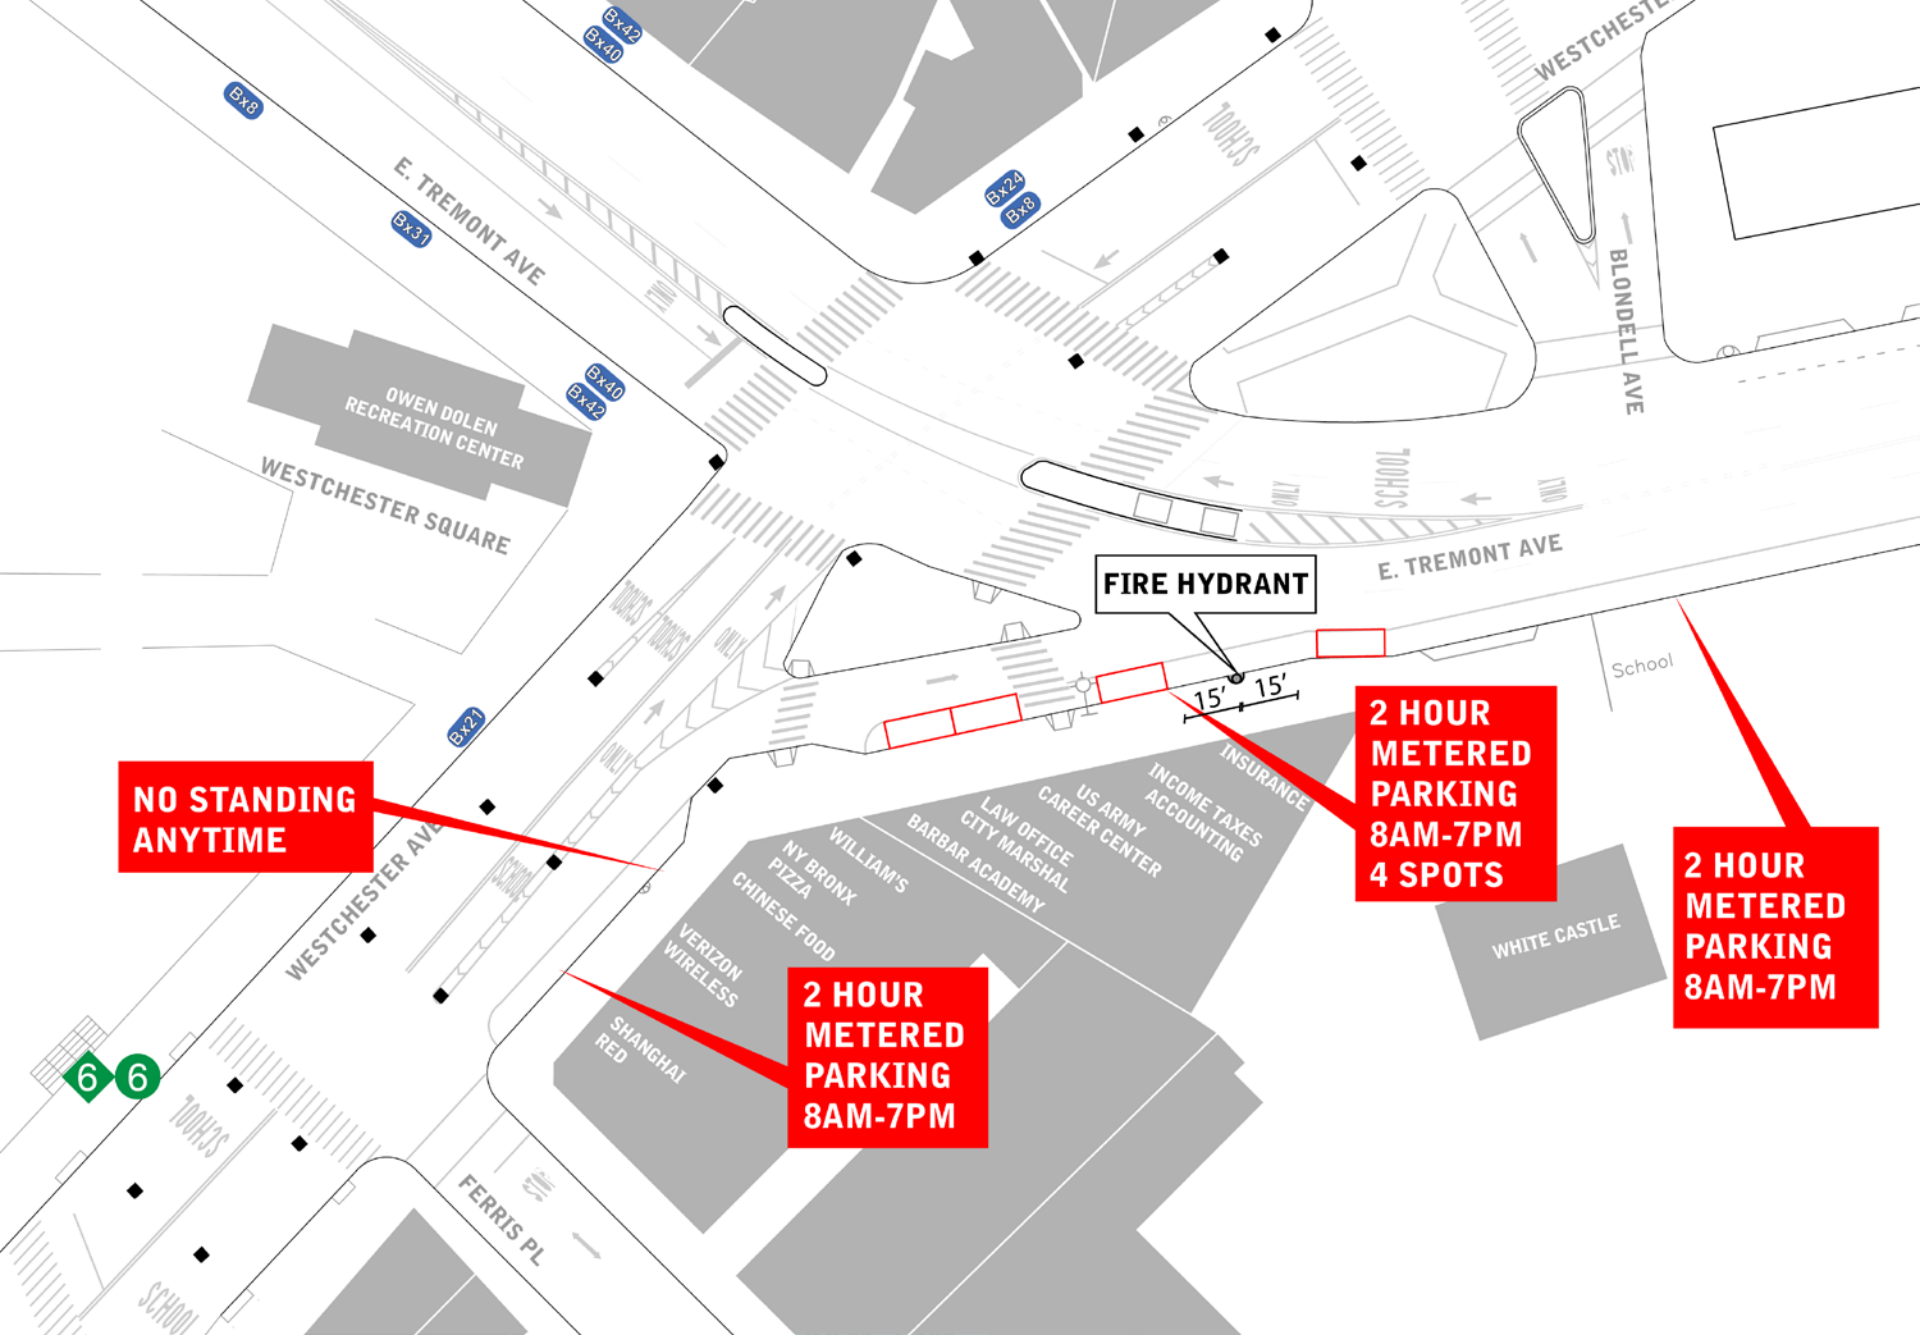 Bx42
Bx40
WESTCHESTE
Bx8
SCHOOL
E. TREMONT AVE
Bx31
Bx24
Bx8
STOP
BLONDELL AVE
ONLY
OWEN DOLEN
RECREATION CENTER
Bx40
Bx42
WESTCHESTER SQUARE
ONLY
SCHOOL
ONLY
E. TREMONT AVE
FIRE HYDRANT
SCHOOL
SCHOOL
ONLY
School
15’
15’
Bx21
ONLY
2 HOUR
METERED
PARKING
8AM-7PM
4 SPOTS
NO STANDING
ANYTIME
INSURANCE
INCOME TAXES
ACCOUNTING
US ARMY
CAREER CENTER
LAW OFFICE
CITY MARSHAL
BARBAR ACADEMY
WILLIAM'S
NY BRONX
PIZZA
CHINESE FOOD
VERIZON
WIRELESS
SHANGHAI
RED
SCHOOL
WESTCHESTER AVE
WHITE CASTLE
2 HOUR
METERED
PARKING
8AM-7PM
2 HOUR
METERED
PARKING
8AM-7PM
6
6
SCHOOL
STOP
FERRIS PL
SCHOOL